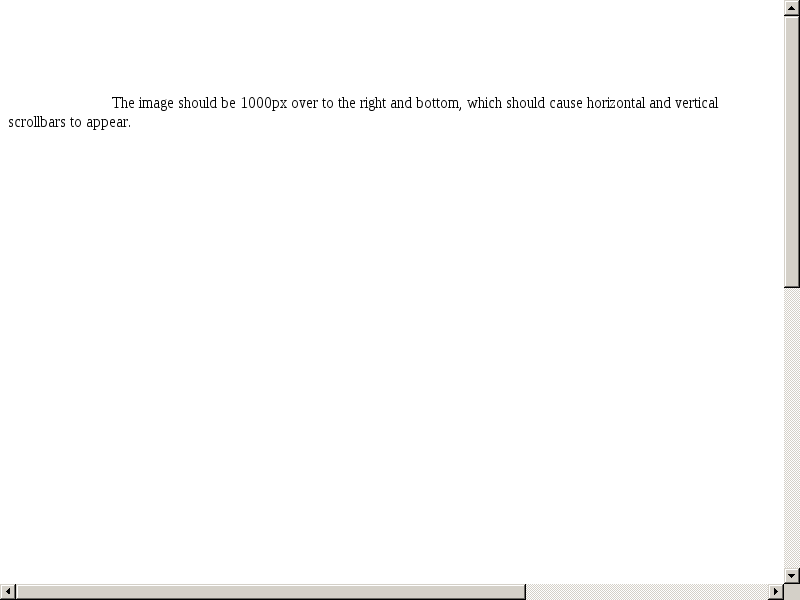 The image should be 1000px over to the right and bottom, which should cause horizontal and vertical
scrollbars to appear.